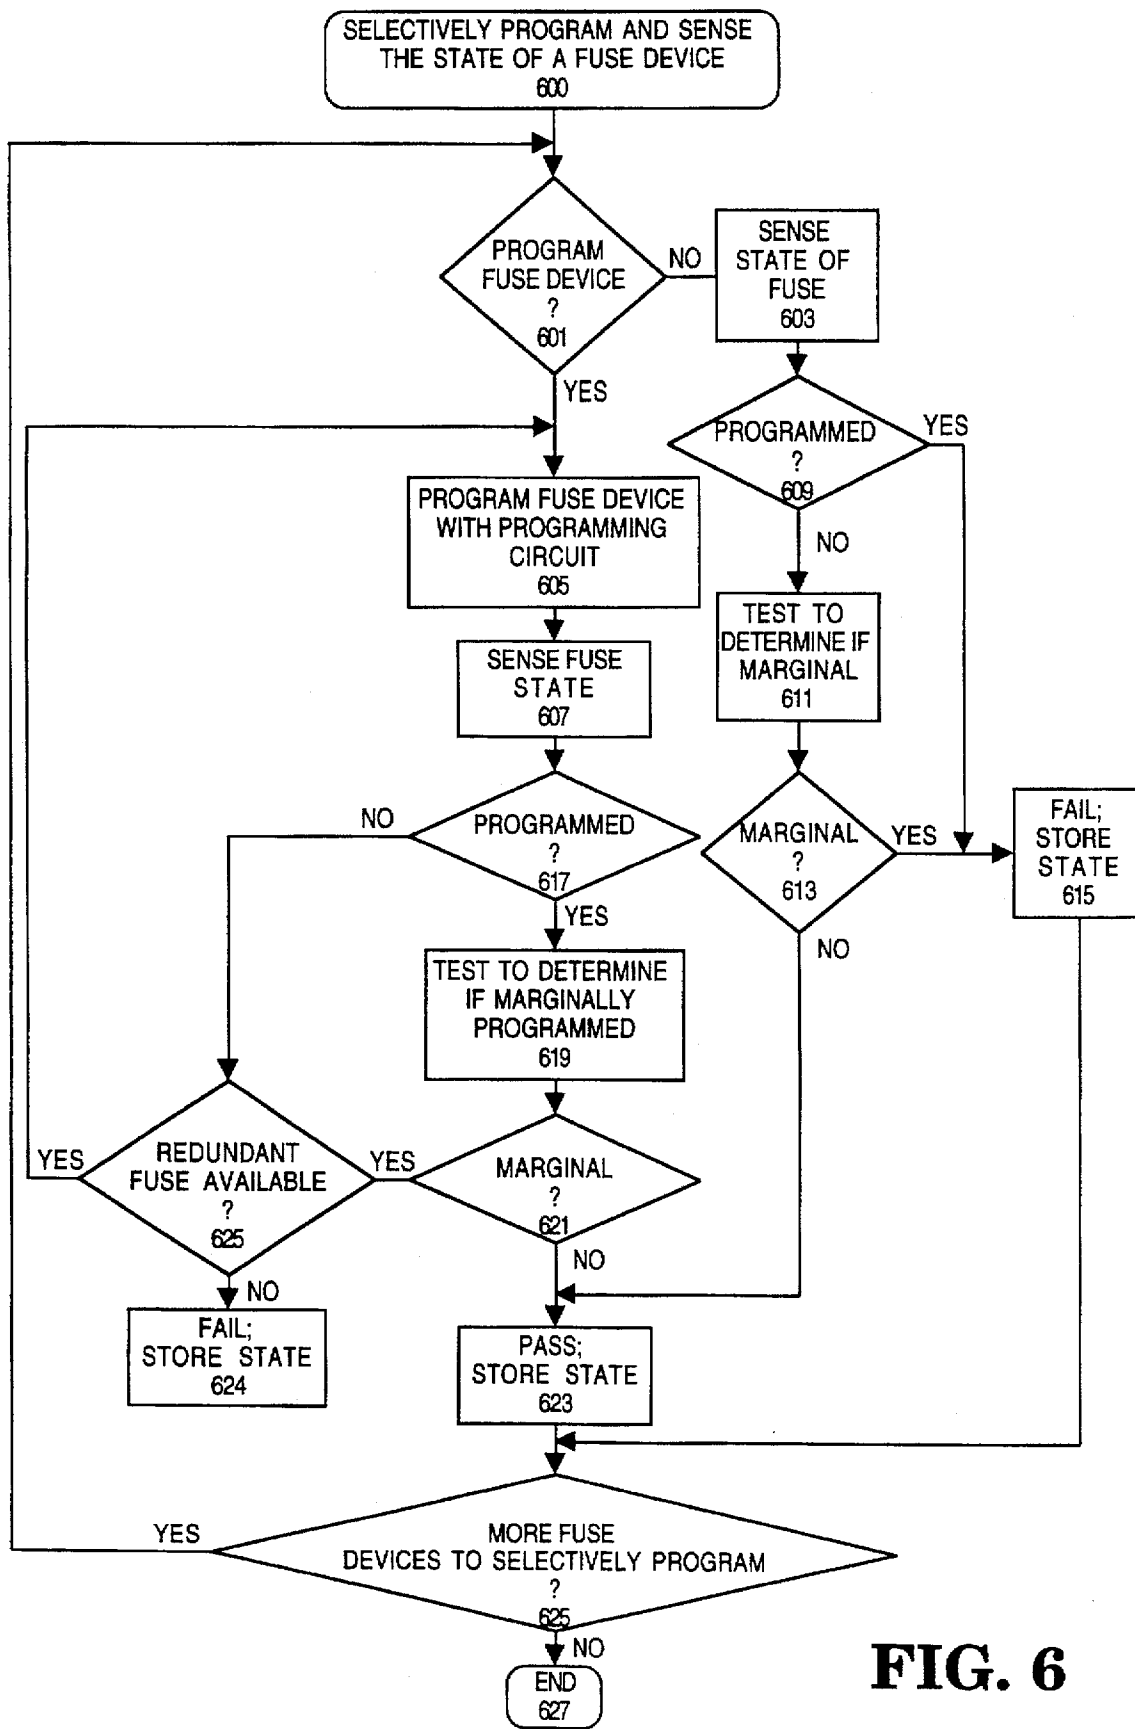 SELECTIVELY PROGRAM AND SENSE
THE STATE OF A FUSE DEVICE
600
PROGRAM
FUSE DEVICE
?
601
NO
SENSE
STATE OF
FUSE
603
YES
PROGRAMMED
?
609
YES
NO
PROGRAM FUSE DEVICE
WITH PROGRAMMING
CIRCUIT
605
TEST TO
DETERMINE IF
MARGINAL
611
SENSE FUSE
STATE
607
NO
PROGRAMMED
?
617
YES
MARGINAL
?
613
YES
NO
FAIL;
STORE
STATE
615
TEST TO DETERMINE
IF MARGINALLY
PROGRAMMED
619
YES
REDUNDANT
FUSE AVAILABLE
?
625
YES
MARGINAL
?
621
NO
NO
FAIL;
STORE STATE
624
PASS;
STORE STATE
623
YES
MORE FUSE
DEVICES TO SELECTIVELY PROGRAM
?
625
NO
END
627
FIG. 6